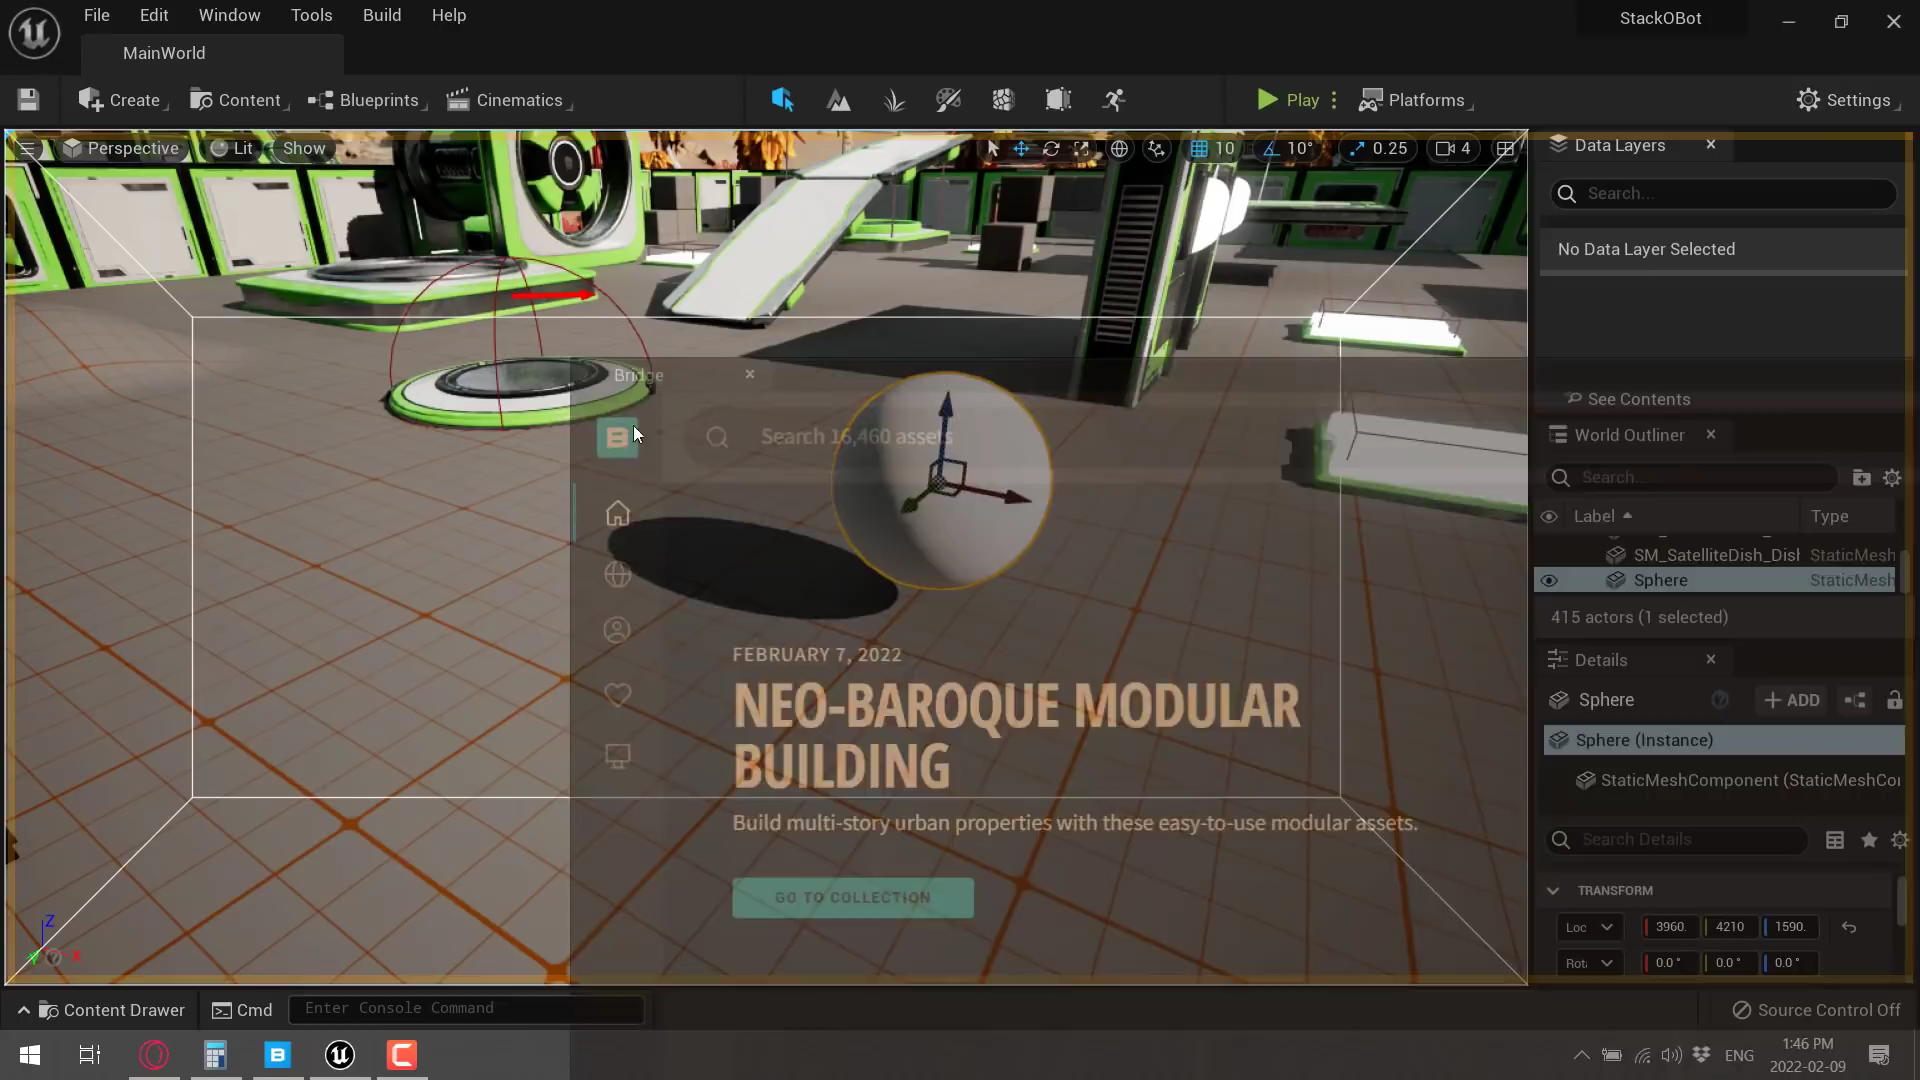 File Edit Window Tools Build Help
StackOBot
MainWorld
Create Content Blueprints Cinematics Play Platforms Settings
Perspective Lit Show 10 10° 0.25 4
Data Layers
Search...
No Data Layer Selected
See Contents
Bridge
Search 16,460 assets
World Outliner
Search...
Label Type
SM_SatelliteDish_Dis StaticMesh
Sphere StaticMesh
415 actors (1 selected)
Details
Sphere ADD
Sphere (Instance)
StaticMeshComponent (StaticMeshCo
Search Details
TRANSFORM
Loc 3960. 4210 1590.
Rot 0.0° 0.0° 0.0°
FEBRUARY 7, 2022
NEO-BAROQUE MODULAR
BUILDING
Build multi-story urban properties with these easy-to-use modular assets.
GO TO COLLECTION
Z
Y X
Content Drawer Cmd Enter Console Command Source Control Off
B
ENG 1:46 PM
2022-02-09